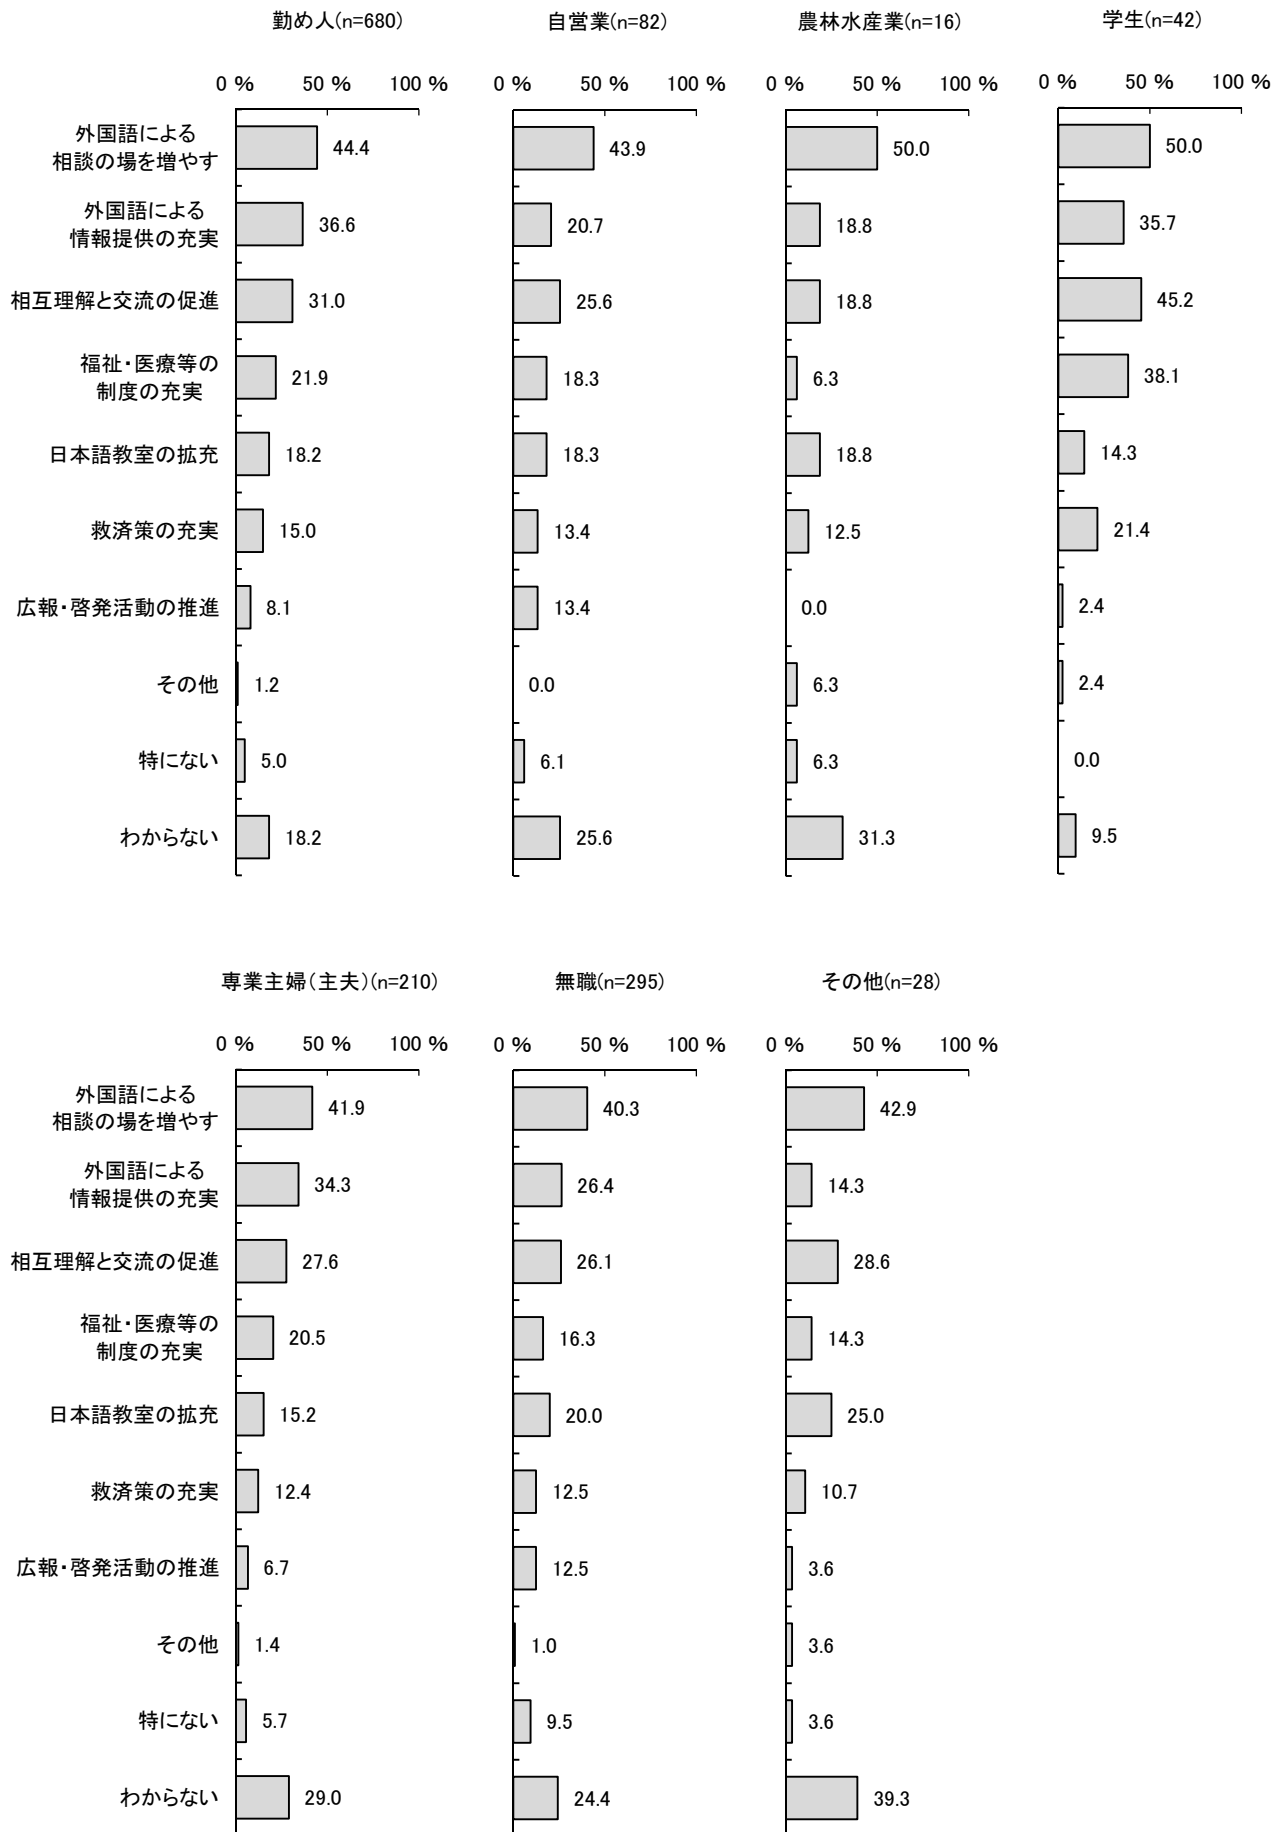 勤め人(n=680) 自営業(n=82) 農林水産業(n=16) 学生(n=42)
0 % 50 % 100 % 0 % 50 % 100 % 0 % 50 % 100 % 0 % 50 % 100 %
外国語による
相談の場を増やす 44.4 43.9 50.0 50.0
外国語による
情報提供の充実 36.6 20.7 18.8 35.7
相互理解と交流の促進 31.0 25.6 18.8 45.2
福祉・医療等の
制度の充実 21.9 18.3 6.3 38.1
日本語教室の拡充 18.2 18.3 18.8 14.3
救済策の充実 15.0 13.4 12.5 21.4
広報・啓発活動の推進 8.1 13.4 0.0 2.4
その他 1.2 0.0 6.3 2.4
特にない 5.0 6.1 6.3 0.0
わからない 18.2 25.6 31.3 9.5
専業主婦(主夫)(n=210) 無職(n=295) その他(n=28)
0 % 50 % 100 % 0 % 50 % 100 % 0 % 50 % 100 %
外国語による
相談の場を増やす 41.9 40.3 42.9
外国語による
情報提供の充実 34.3 26.4 14.3
相互理解と交流の促進 27.6 26.1 28.6
福祉・医療等の
制度の充実 20.5 16.3 14.3
日本語教室の拡充 15.2 20.0 25.0
救済策の充実 12.4 12.5 10.7
広報・啓発活動の推進 6.7 12.5 3.6
その他 1.4 1.0 3.6
特にない 5.7 9.5 3.6
わからない 29.0 24.4 39.3